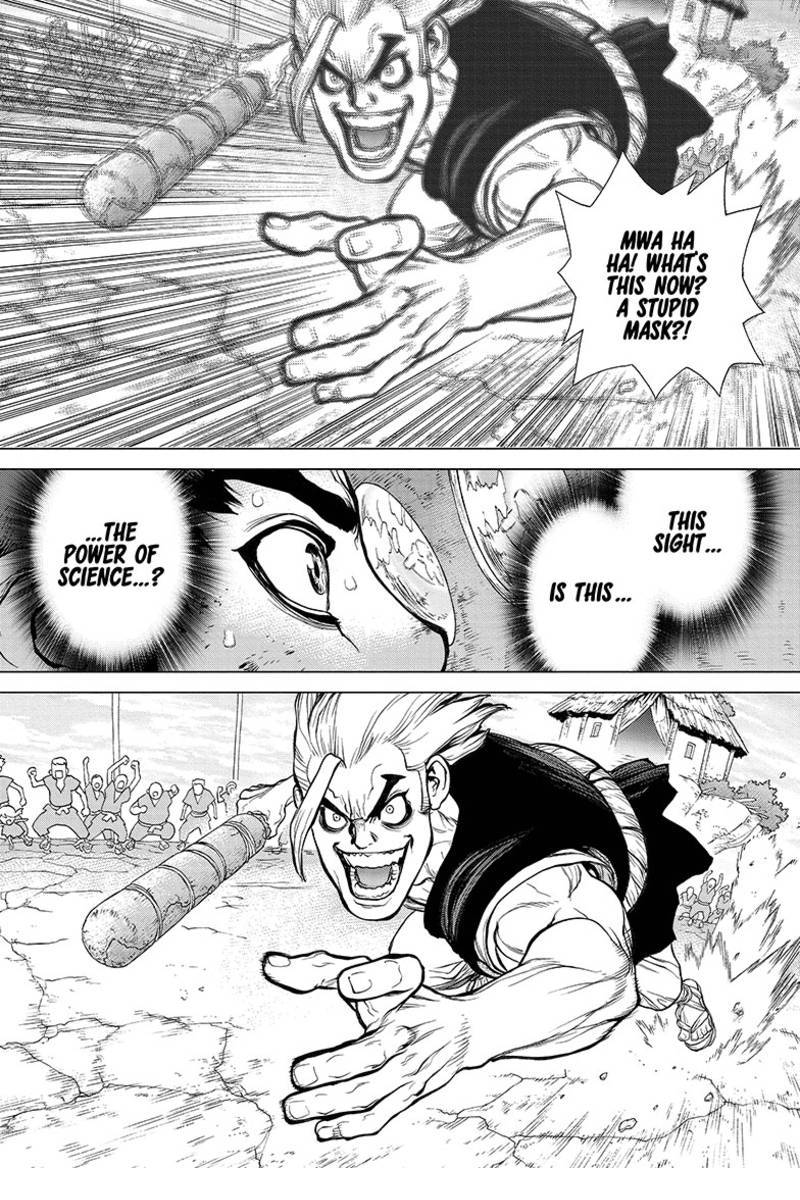 MWA HA
HA! WHAT'S
THIS NOW?
A STUPID
MASK?!
THIS
SIGHT...
IS THIS...
...THE
POWER OF
SCIENCE...?